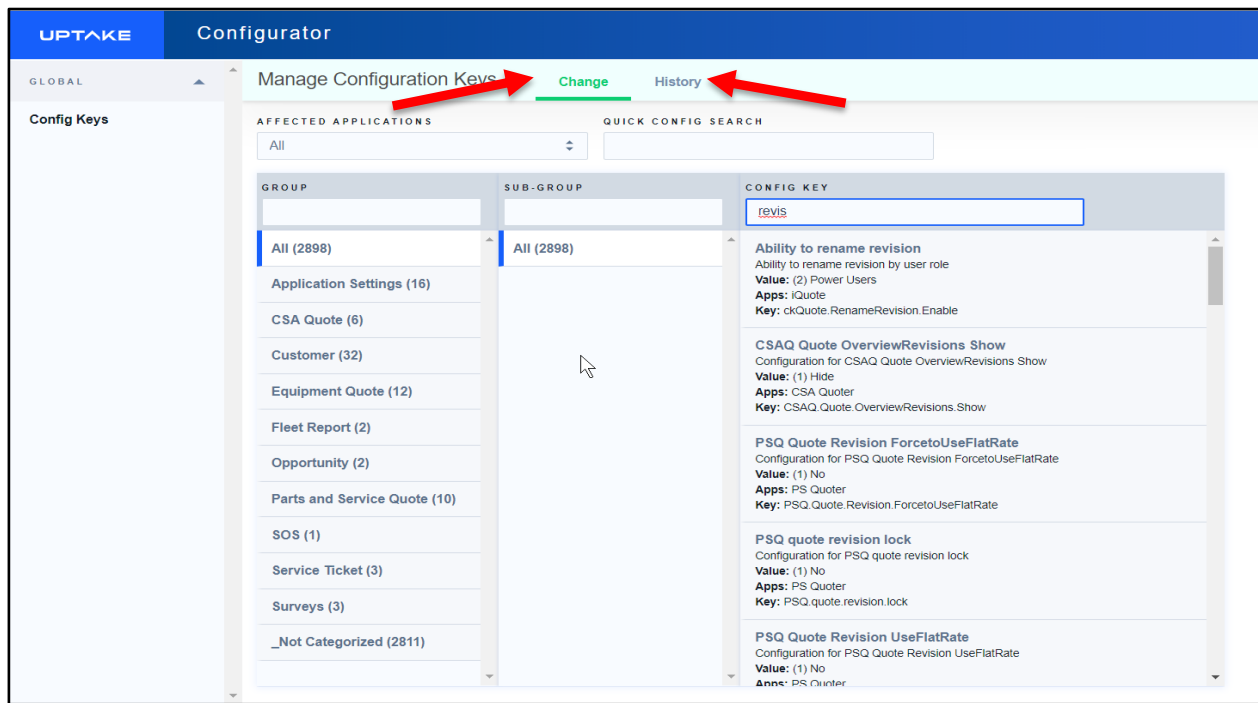 UPTAKE
Configurator
GLOBAL
Config Keys
Manage Configuration Keys
Change
History
AFFECTED APPLICATIONS
All
QUICK CONFIG SEARCH
GROUP
All (2898)
Application Settings (16)
CSA Quote (6)
Customer (32)
Equipment Quote (12)
Fleet Report (2)
Opportunity (2)
Parts and Service Quote (10)
SOS (1)
Service Ticket (3)
Surveys (3)
_Not Categorized (2811)
SUB-GROUP
All (2898)
CONFIG KEY
revis
Ability to rename revision
Ability to rename revision by user role
Value: (2) Power Users
Apps: iQuote
Key: ckQuote.RenameRevision.Enable
CSAQ Quote OverviewRevisions Show
Configuration for CSAQ Quote OverviewRevisions Show
Value: (1) Hide
Apps: CSA Quoter
Key: CSAQ.Quote.OverviewRevisions.Show
PSQ Quote Revision ForcetoUseFlatRate
Configuration for PSQ Quote Revision ForcetoUseFlatRate
Value: (1) No
Apps: PS Quoter
Key: PSQ.Quote.Revision.ForcetoUseFlatRate
PSQ quote revision lock
Configuration for PSQ quote revision lock
Value: (1) No
Apps: PS Quoter
Key: PSQ.quote.revision.lock
PSQ Quote Revision UseFlatRate
Configuration for PSQ Quote Revision UseFlatRate
Value: (1) No
Apps: PS Quoter